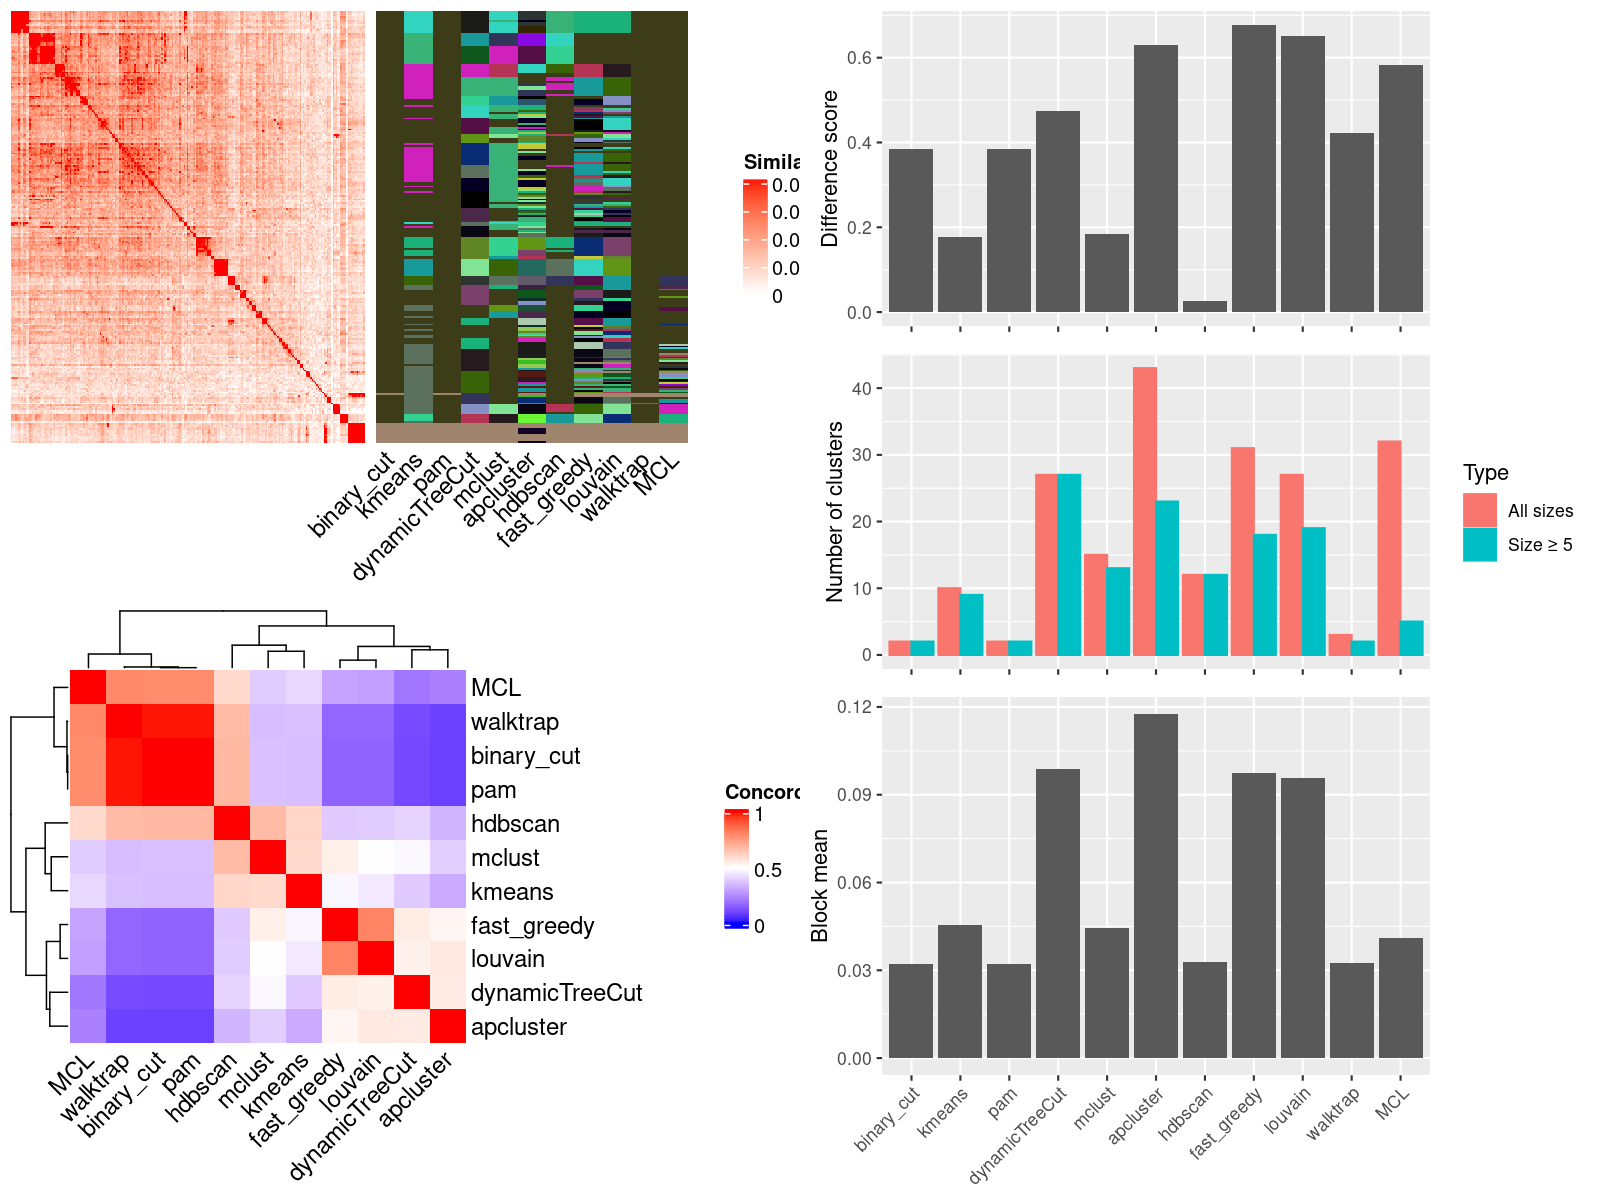 Simila
0.0
0.0
0.0
0.0
0
binary_cut
kmeans
pam
dynamicTreeCut
mclust
apcluster
hdbscan
fast_greedy
louvain
walktrap
MCL
MCL
walktrap
binary_cut
pam
hdbscan
mclust
kmeans
fast_greedy
louvain
dynamicTreeCut
apcluster
MCL
walktrap
binary_cut
pam
hdbscan
mclust
kmeans
fast_greedy
louvain
dynamicTreeCut
apcluster
Concord
1
0.5
0
Difference score
0.6
0.4
0.2
0.0
Number of clusters
40
30
20
10
0
Type
All sizes
Size ≥ 5
Block mean
0.12
0.09
0.06
0.03
0.00
binary_cut
kmeans
pam
dynamicTreeCut
mclust
apcluster
hdbscan
fast_greedy
louvain
walktrap
MCL